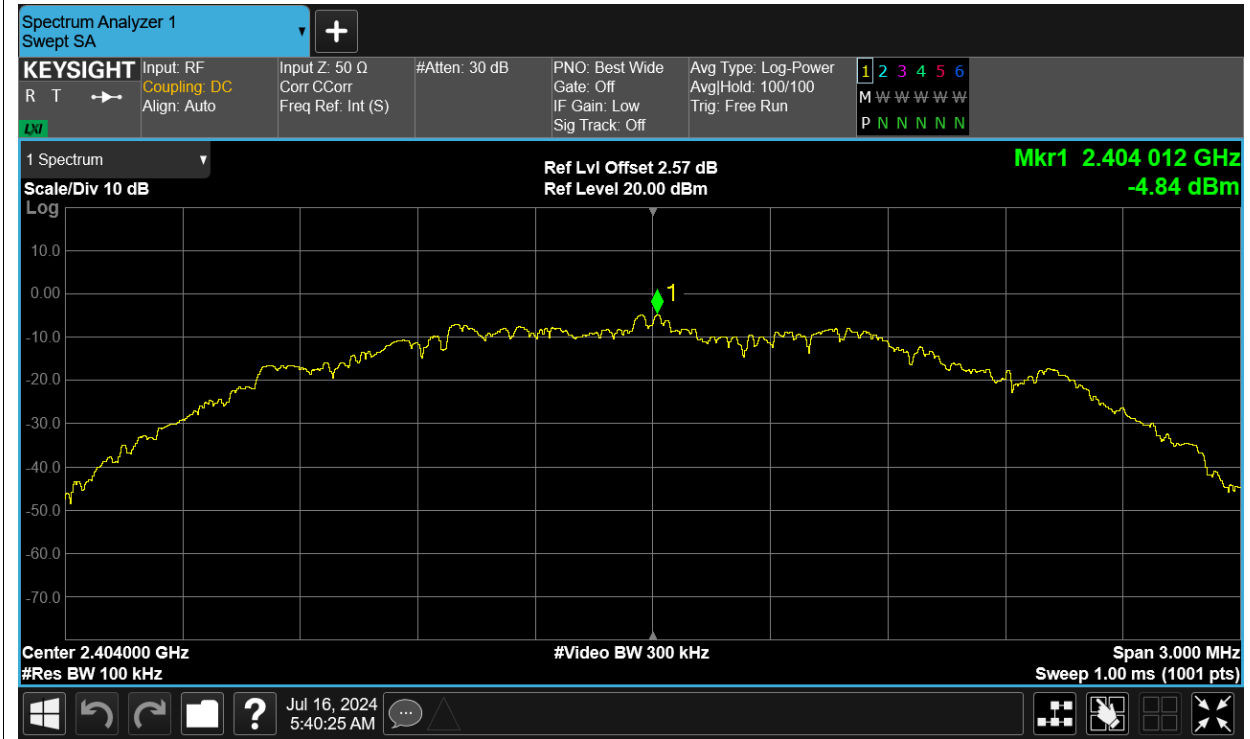 Spectrum Analyzer 1
Swept SA
KEYSIGHT
R T
LXI
Input: RF
Coupling: DC
Align: Auto
Input Z: 50 Ω
Corr CCorr
Freq Ref: Int (S)
#Atten: 30 dB
PNO: Best Wide
Gate: Off
IF Gain: Low
Sig Track: Off
Avg Type: Log-Power
Avg|Hold: 100/100
Trig: Free Run
1 2 3 4 5 6
M W W W W W
P N N N N N
1 Spectrum
Scale/Div 10 dB
Log
Ref Lvl Offset 2.57 dB
Ref Level 20.00 dBm
Mkr1 2.404 012 GHz
-4.84 dBm
10.0
0.00
1
-10.0
-20.0
-30.0
-40.0
-50.0
-60.0
-70.0
Center 2.404000 GHz
#Res BW 100 kHz
#Video BW 300 kHz
Span 3.000 MHz
Sweep 1.00 ms (1001 pts)
?
Jul 16, 2024
5:40:25 AM